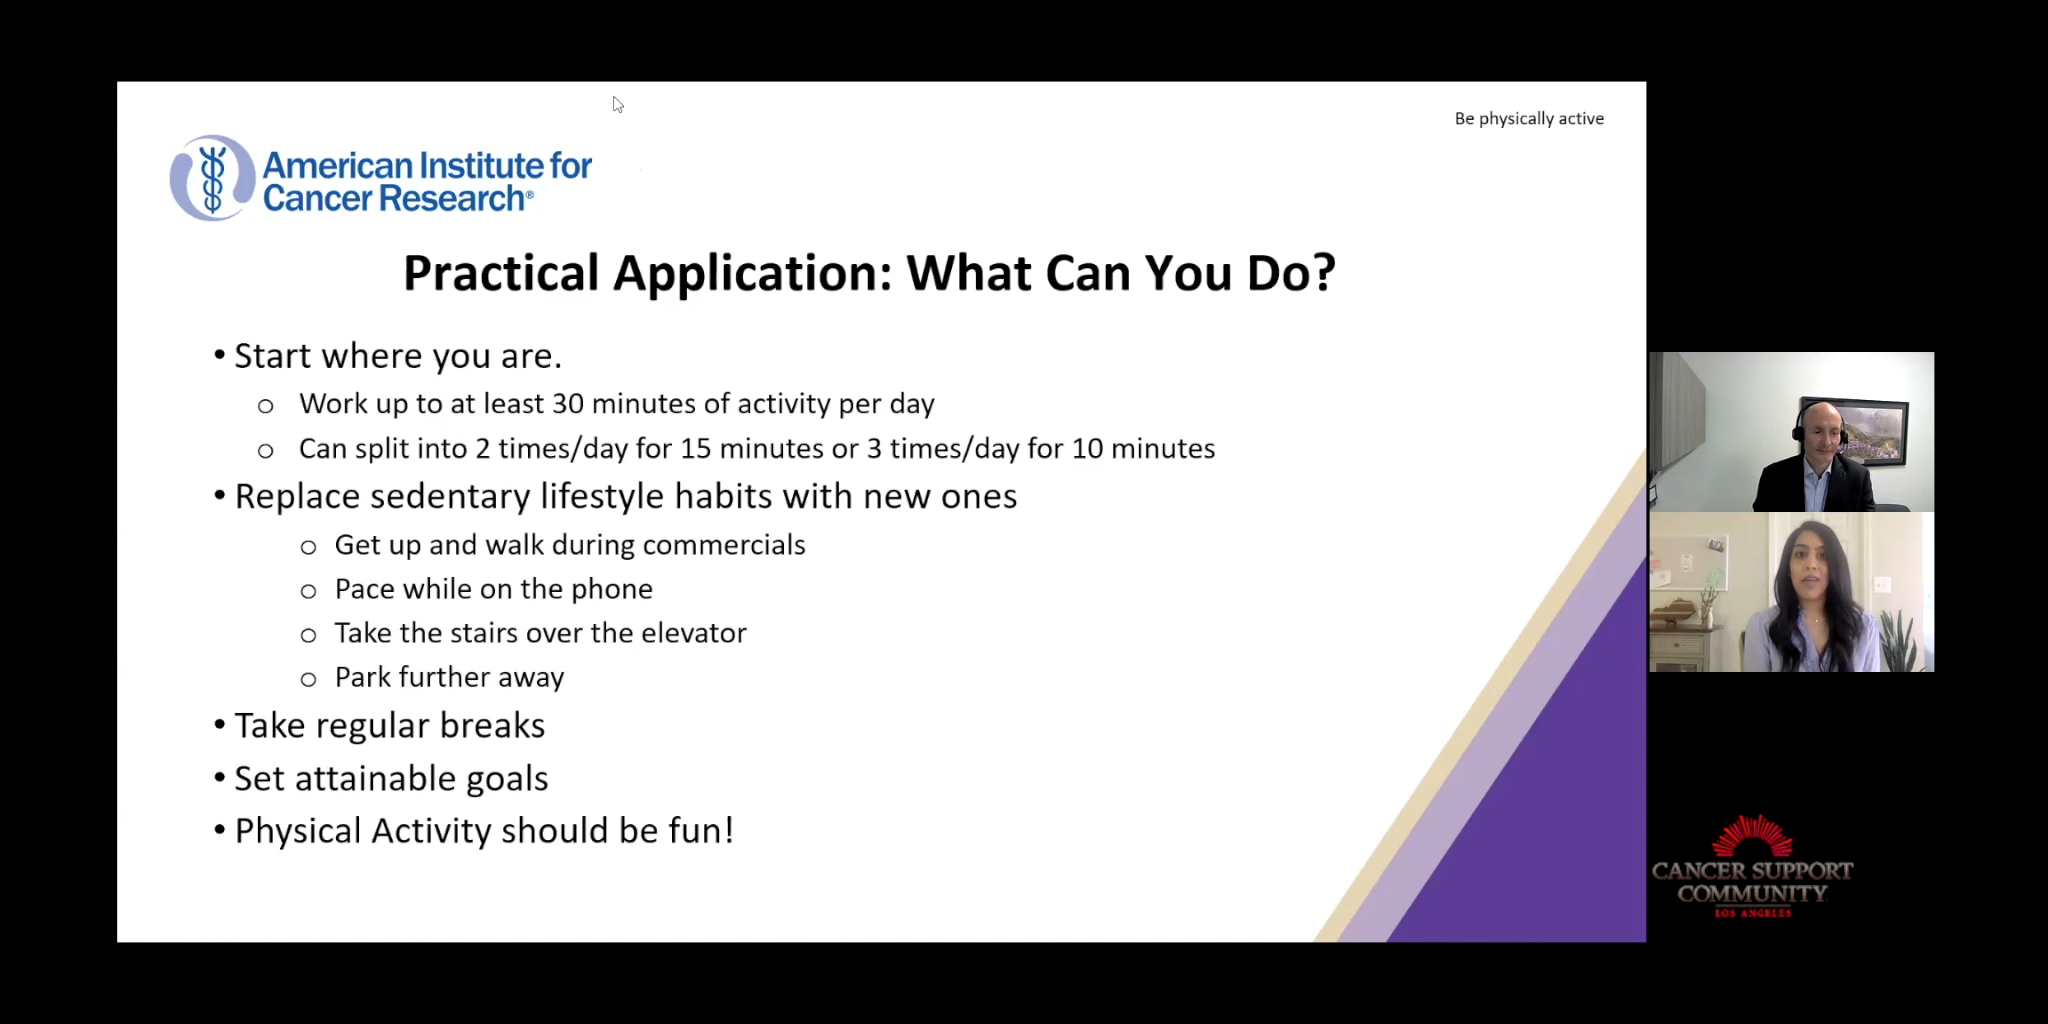 Be physically active
American Institute for
Cancer Research®
Practical Application: What Can You Do?
• Start where you are.
o Work up to at least 30 minutes of activity per day
o Can split into 2 times/day for 15 minutes or 3 times/day for 10 minutes
• Replace sedentary lifestyle habits with new ones
o Get up and walk during commercials
o Pace while on the phone
o Take the stairs over the elevator
o Park further away
• Take regular breaks
• Set attainable goals
• Physical Activity should be fun!
CANCER SUPPORT
COMMUNITY
LOS ANGELES